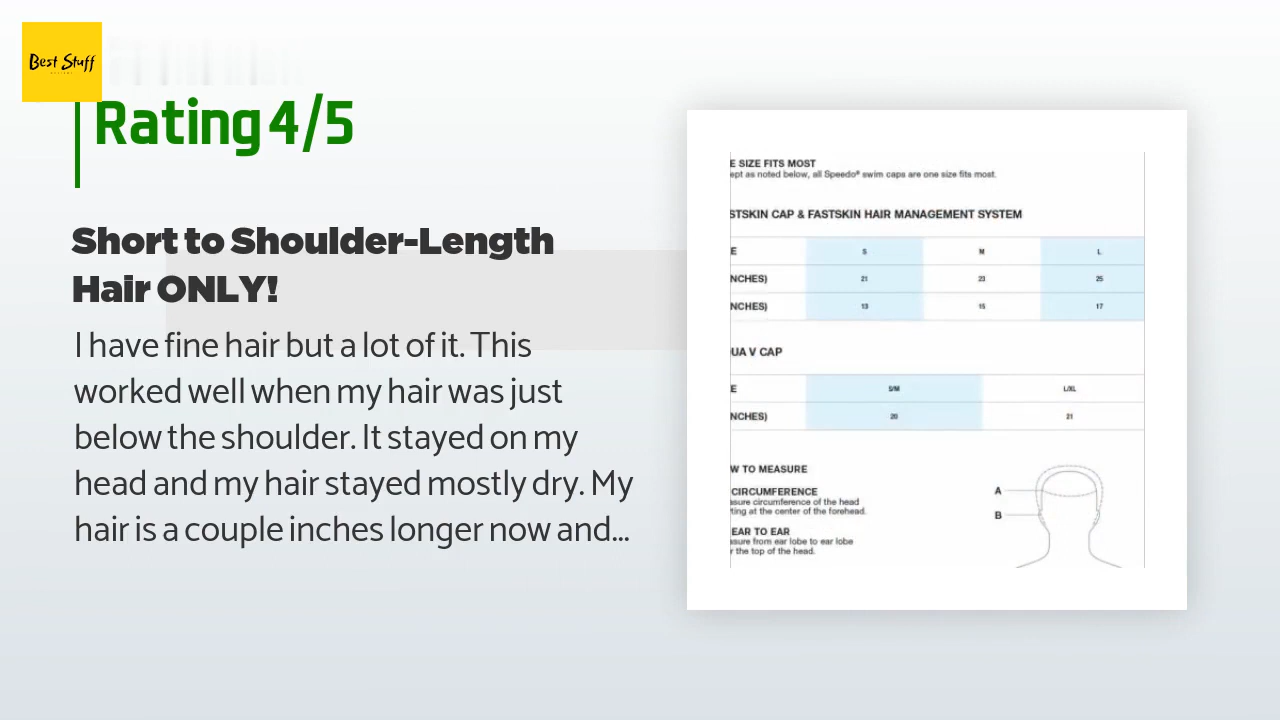 Best Stuff
Rating 4/5
Short to Shoulder-Length
Hair ONLY!
I have fine hair but a lot of it. This
worked well when my hair was just
below the shoulder. It stayed on my
head and my hair stayed mostly dry. My
hair is a couple inches longer now and...
E SIZE FITS MOST
ept as noted below, all Speedo® swim caps are one size fits most.
STSKIN CAP & FASTSKIN HAIR MANAGEMENT SYSTEM
E S M L
NCHES) 21 23 25
NCHES) 13 15 17
UA V CAP
E S/M L/XL
NCHES) 20 21
W TO MEASURE
CIRCUMFERENCE
asure circumference of the head
ting at the center of the forehead.
EAR TO EAR
asure from ear lobe to ear lobe
r the top of the head.
A
B